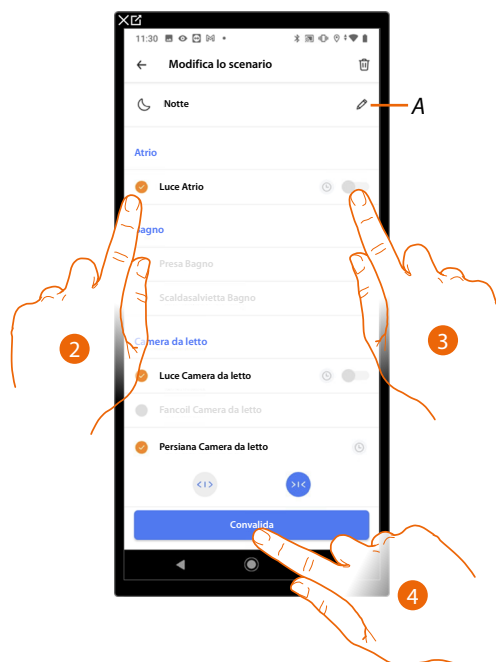 11:30
Modifica lo scenario
Notte
A
Atrio
Luce Atrio
agno
Presa Bagno
Scaldasalvietta Bagno
2
3
Camera da letto
Luce Camera da letto
Fancoil Camera da letto
Persiana Camera da letto
Convalida
4